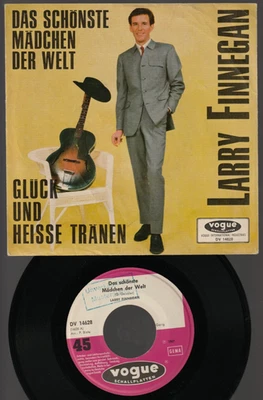 DAS SCHÖNSTE
MÄDCHEN
DER WELT
LARRY FINNEGAN
GLÜCK
UND
HEISSE TRÄNEN
vogue
DV 14628
Das schönste
Mädchen der Welt
LARRY FINNEGAN
DV 14628
45
GEMA
vogue
SCHALLPLATTEN